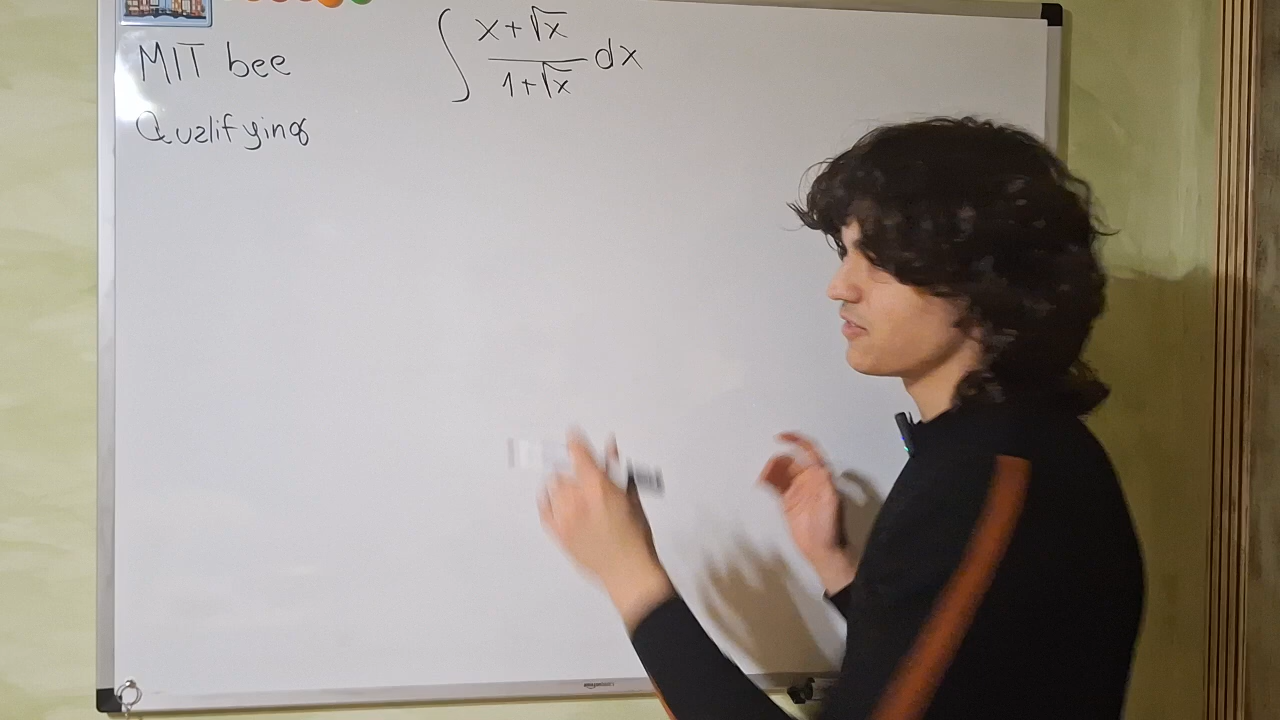 MIT bee
Qualifying
∫ x+√x / 1+√x dx